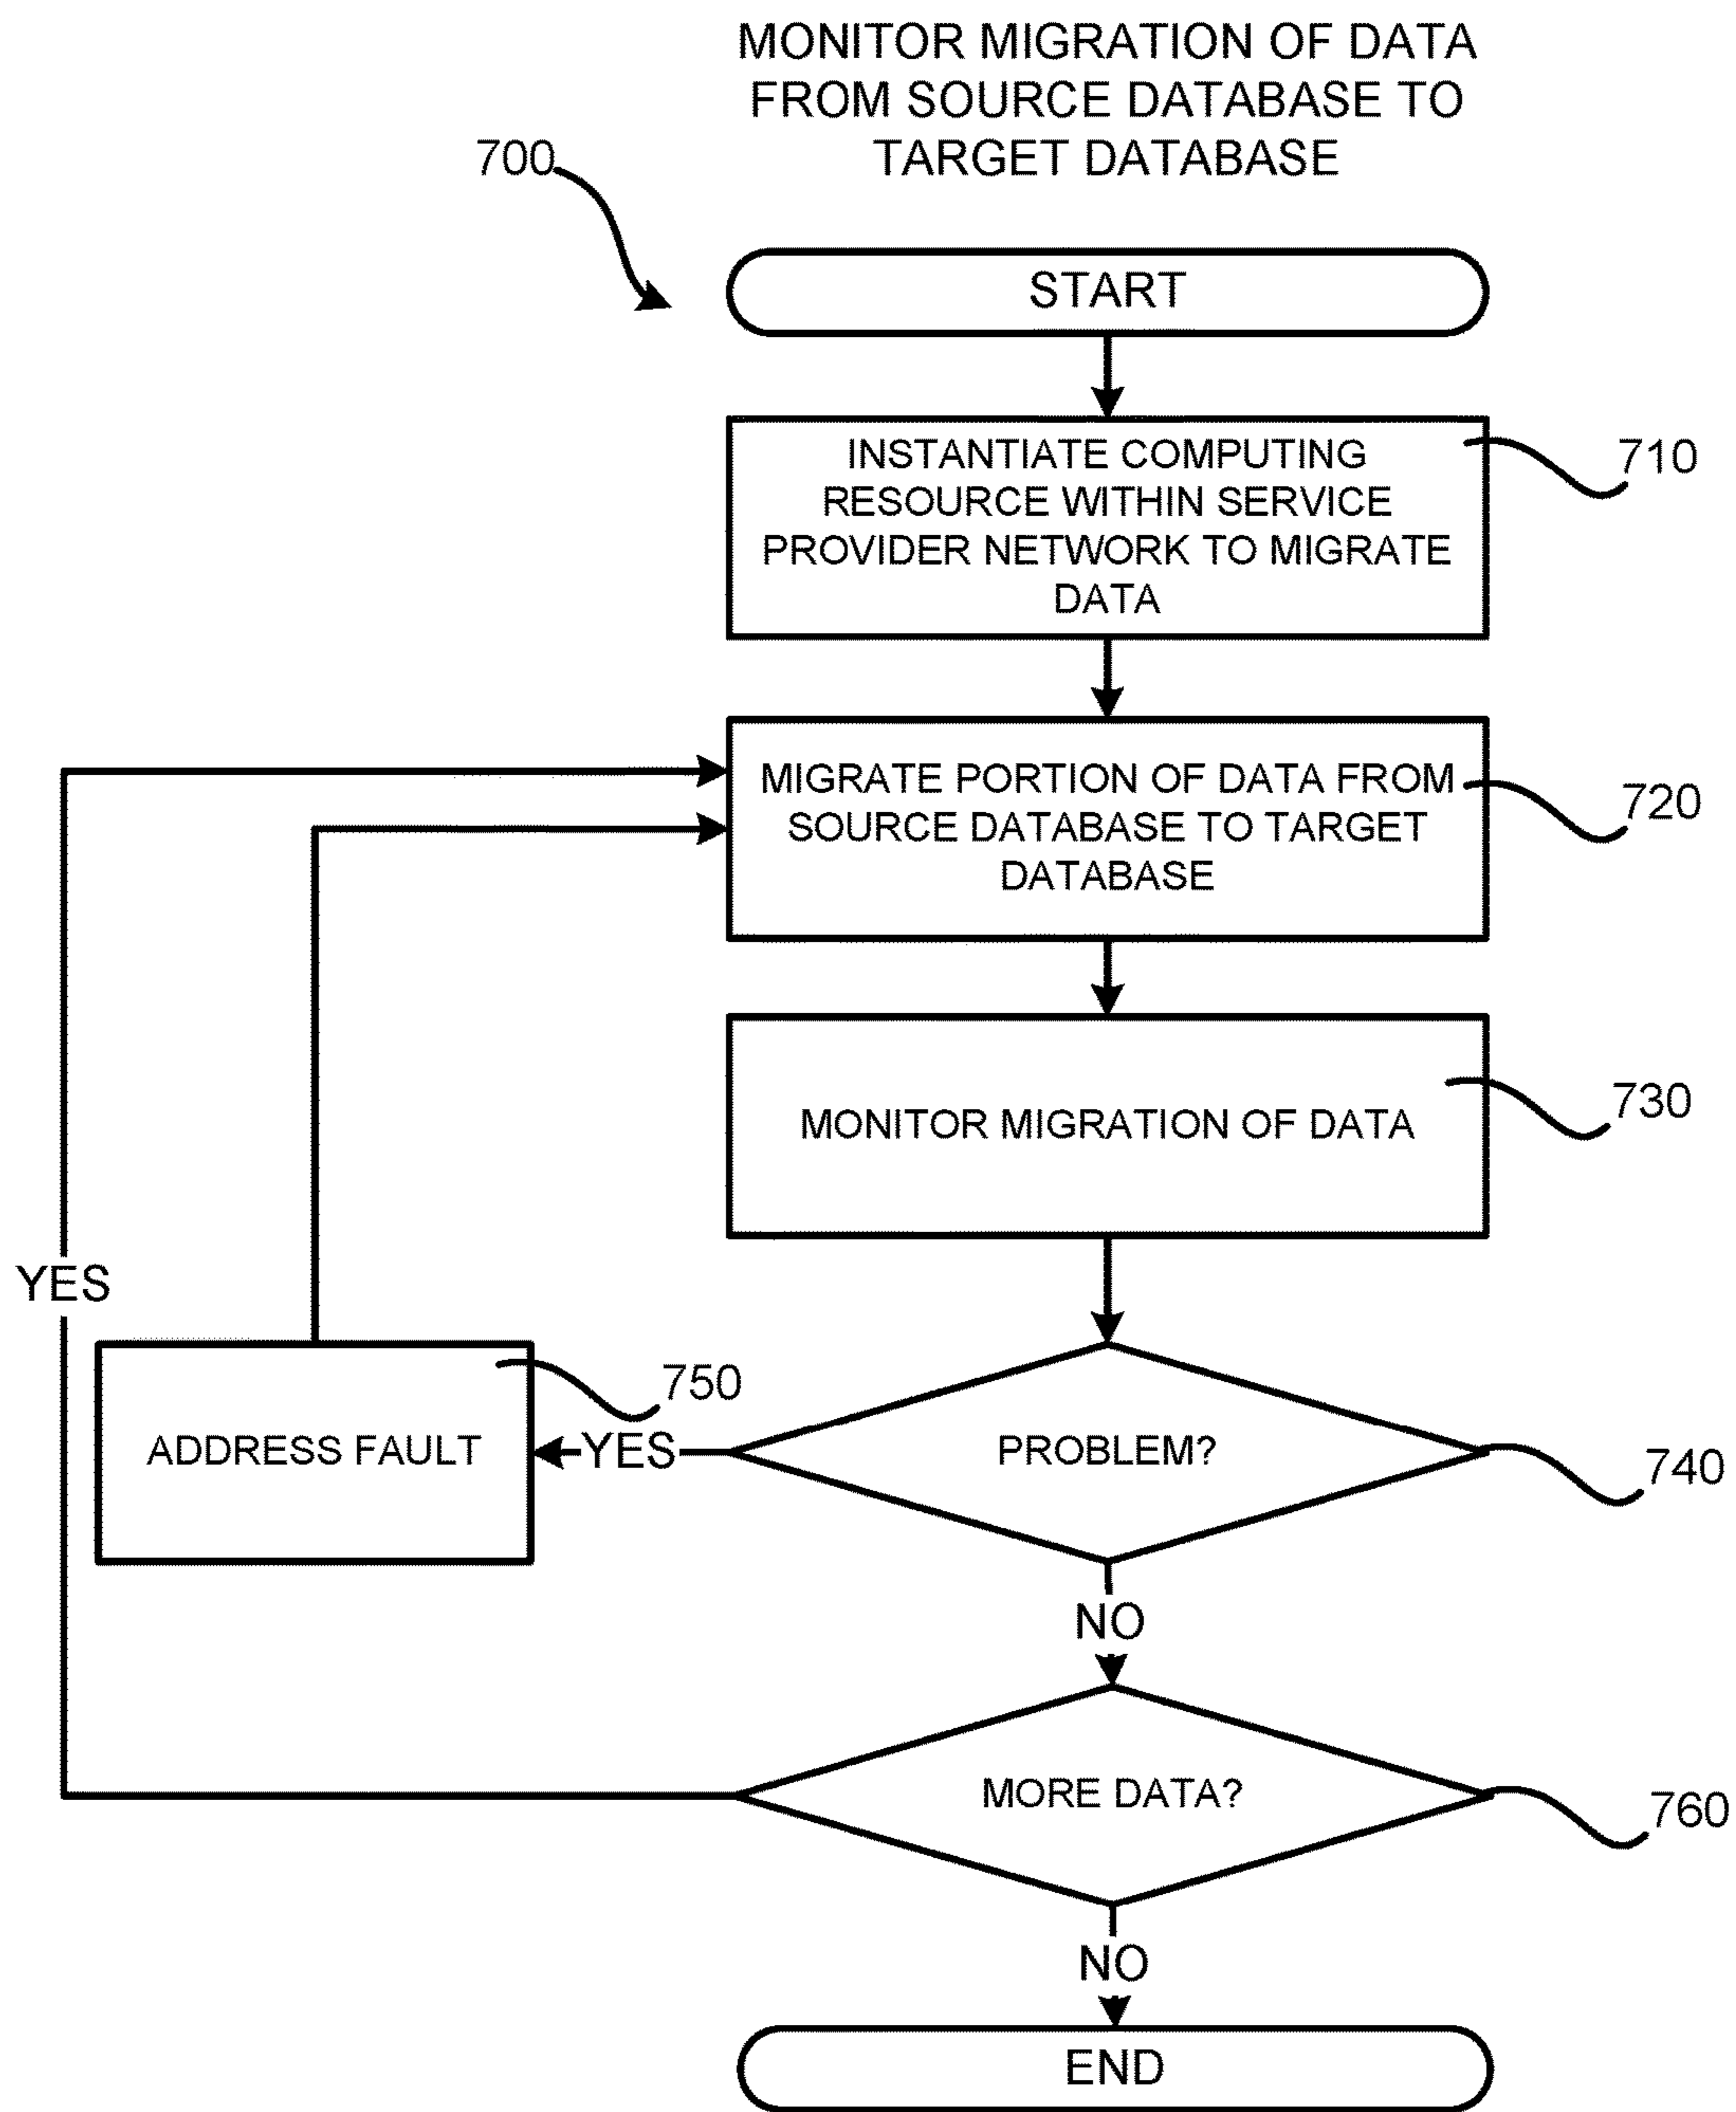 MONITOR MIGRATION OF DATA
FROM SOURCE DATABASE TO
TARGET DATABASE
700
START
INSTANTIATE COMPUTING
RESOURCE WITHIN SERVICE
PROVIDER NETWORK TO MIGRATE
DATA
710
MIGRATE PORTION OF DATA FROM
SOURCE DATABASE TO TARGET
DATABASE
720
MONITOR MIGRATION OF DATA
730
YES
ADDRESS FAULT
750
YES
PROBLEM?
740
NO
MORE DATA?
760
NO
END